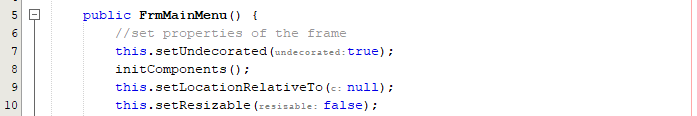 5 public FrmMainMenu() {
6 //set properties of the frame
7 this.setUndecorated(undecorated:true);
8 initComponents();
9 this.setLocationRelativeTo(c: null);
10 this.setResizable(resizable: false);